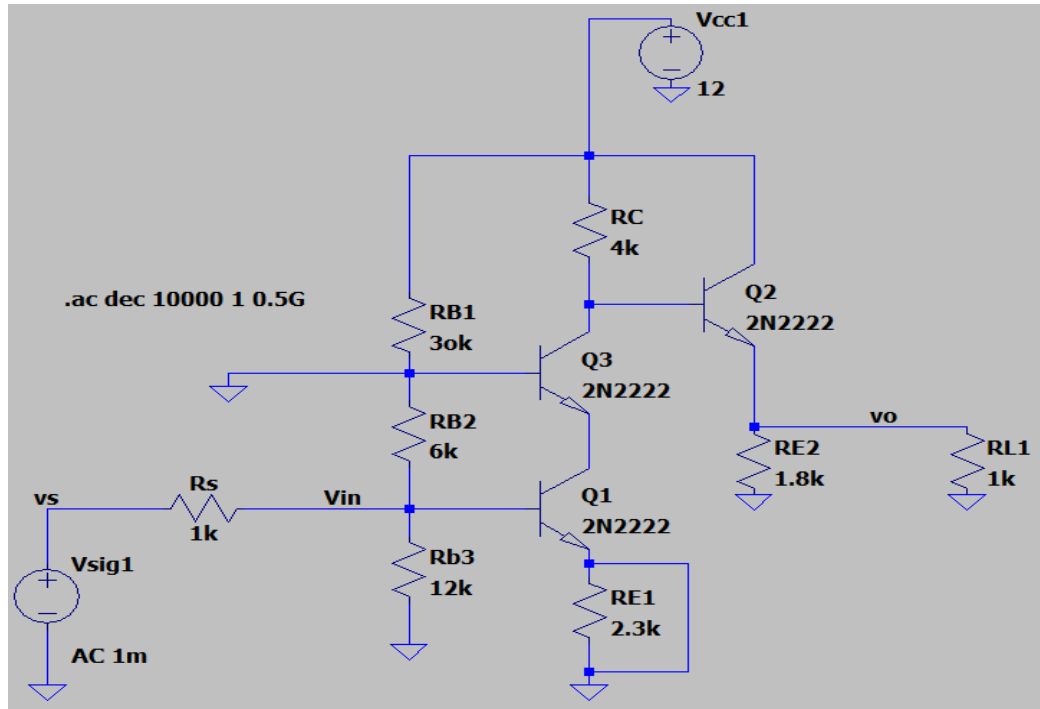 Vcc1
12
RC
4k
.ac dec 10000 1 0.5G
RB1
3ok
Q2
2N2222
Q3
2N2222
RB2
6k
vo
RE2
1.8k
RL1
1k
vs
Rs
1k
Vin
Q1
2N2222
Rb3
12k
Vsig1
AC 1m
RE1
2.3k